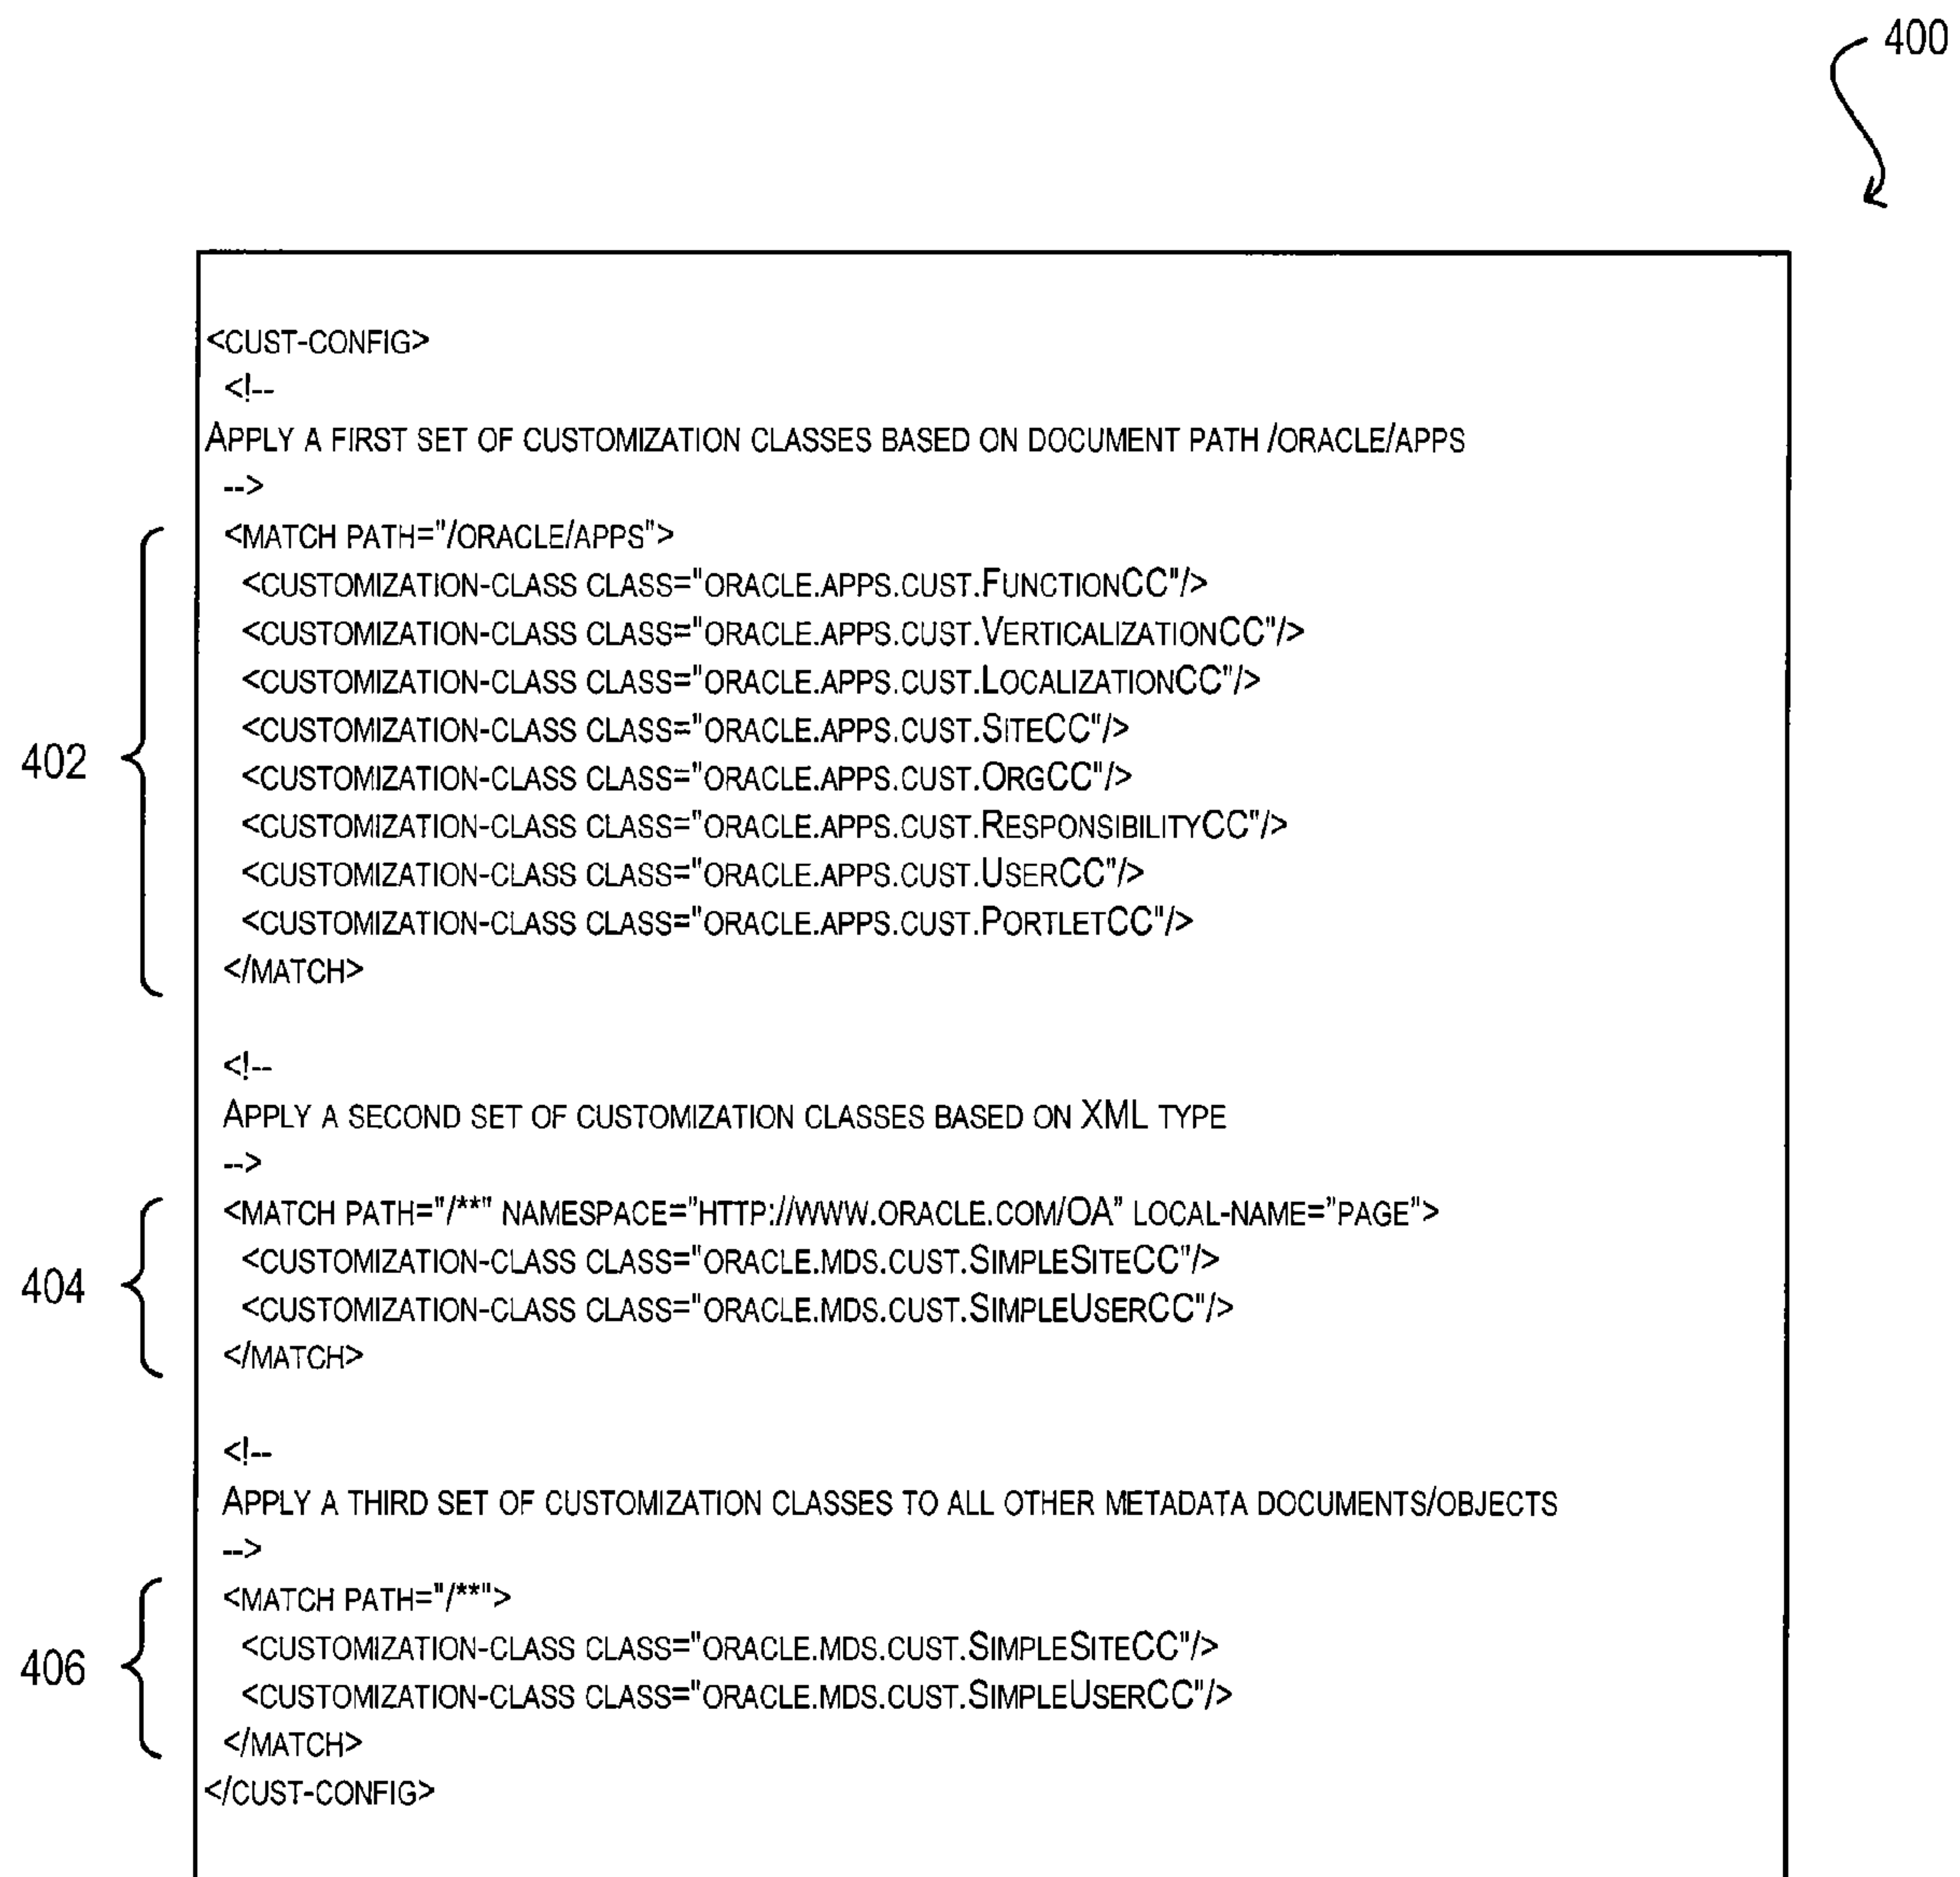 400
<CUST-CONFIG>
<!--
APPLY A FIRST SET OF CUSTOMIZATION CLASSES BASED ON DOCUMENT PATH /ORACLE/APPS
-->
<MATCH PATH="/ORACLE/APPS">
<CUSTOMIZATION-CLASS CLASS="ORACLE.APPS.CUST.FUNCTIONCC"/>
<CUSTOMIZATION-CLASS CLASS="ORACLE.APPS.CUST.VERTICALIZATIONCC"/>
<CUSTOMIZATION-CLASS CLASS="ORACLE.APPS.CUST.LOCALIZATIONCC"/>
<CUSTOMIZATION-CLASS CLASS="ORACLE.APPS.CUST.SITECC"/>
402
<CUSTOMIZATION-CLASS CLASS="ORACLE.APPS.CUST.ORGCC"/>
<CUSTOMIZATION-CLASS CLASS="ORACLE.APPS.CUST.RESPONSIBILITYCC"/>
<CUSTOMIZATION-CLASS CLASS="ORACLE.APPS.CUST.USERCC"/>
<CUSTOMIZATION-CLASS CLASS="ORACLE.APPS.CUST.PORTLETCC"/>
</MATCH>
<!--
APPLY A SECOND SET OF CUSTOMIZATION CLASSES BASED ON XML TYPE
-->
<MATCH PATH="/**" NAMESPACE="HTTP://WWW.ORACLE.COM/OA" LOCAL-NAME="PAGE">
<CUSTOMIZATION-CLASS CLASS="ORACLE.MDS.CUST.SIMPLESITECC"/>
404
<CUSTOMIZATION-CLASS CLASS="ORACLE.MDS.CUST.SIMPLEUSERCC"/>
</MATCH>
<!--
APPLY A THIRD SET OF CUSTOMIZATION CLASSES TO ALL OTHER METADATA DOCUMENTS/OBJECTS
-->
<MATCH PATH="/**">
<CUSTOMIZATION-CLASS CLASS="ORACLE.MDS.CUST.SIMPLESITECC"/>
406
<CUSTOMIZATION-CLASS CLASS="ORACLE.MDS.CUST.SIMPLEUSERCC"/>
</MATCH>
</CUST-CONFIG>